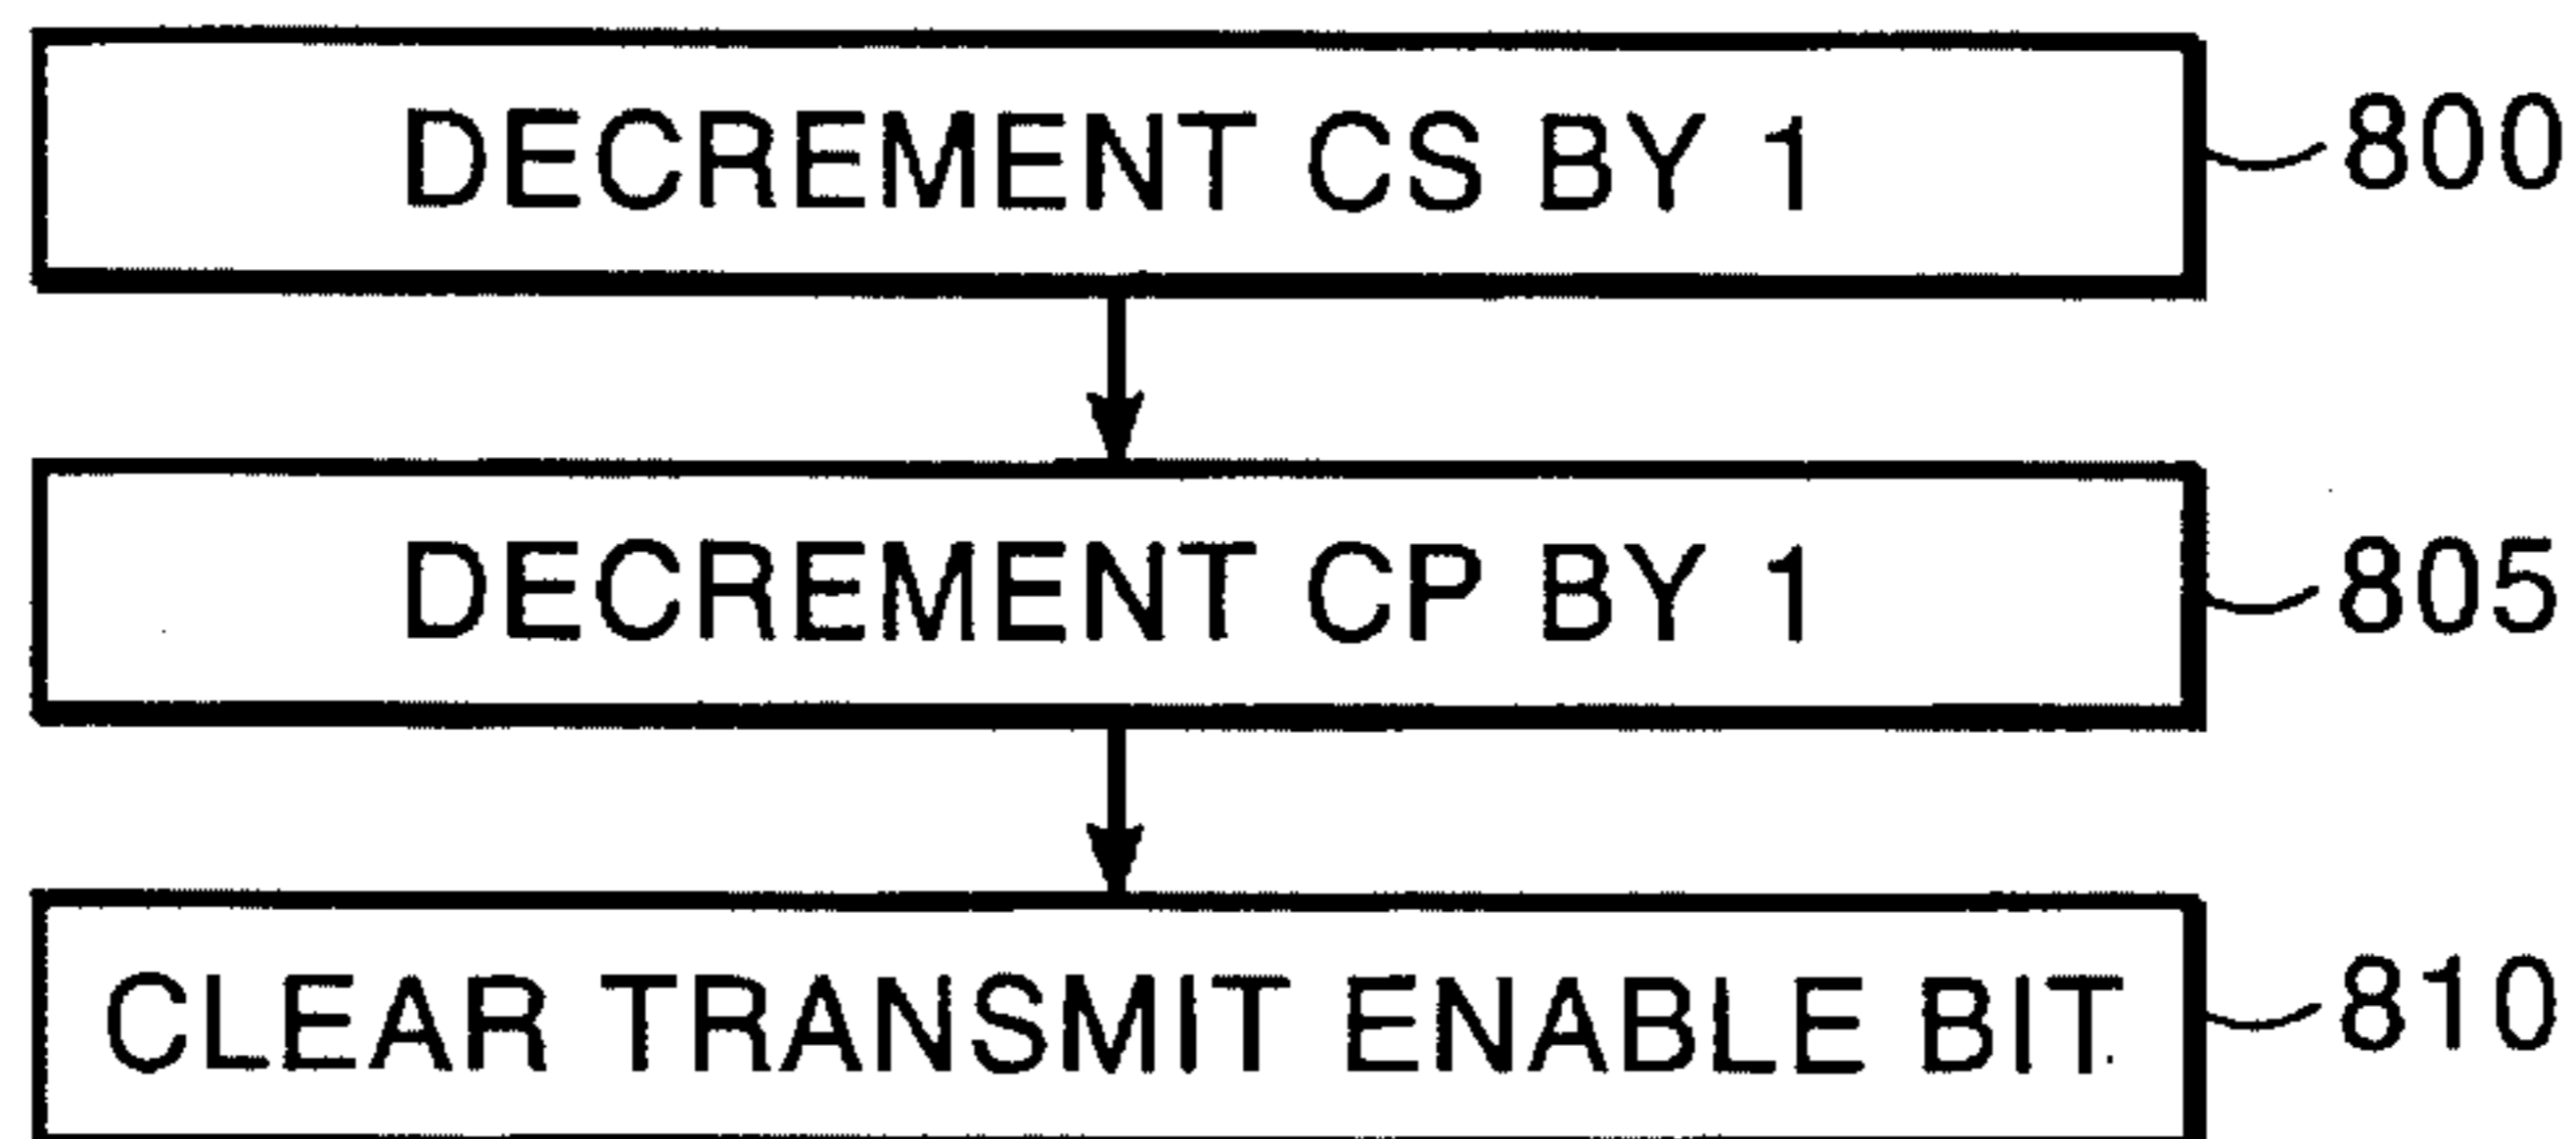 DECREMENT CS BY 1
800
DECREMENT CP BY 1
805
CLEAR TRANSMIT ENABLE BIT
810